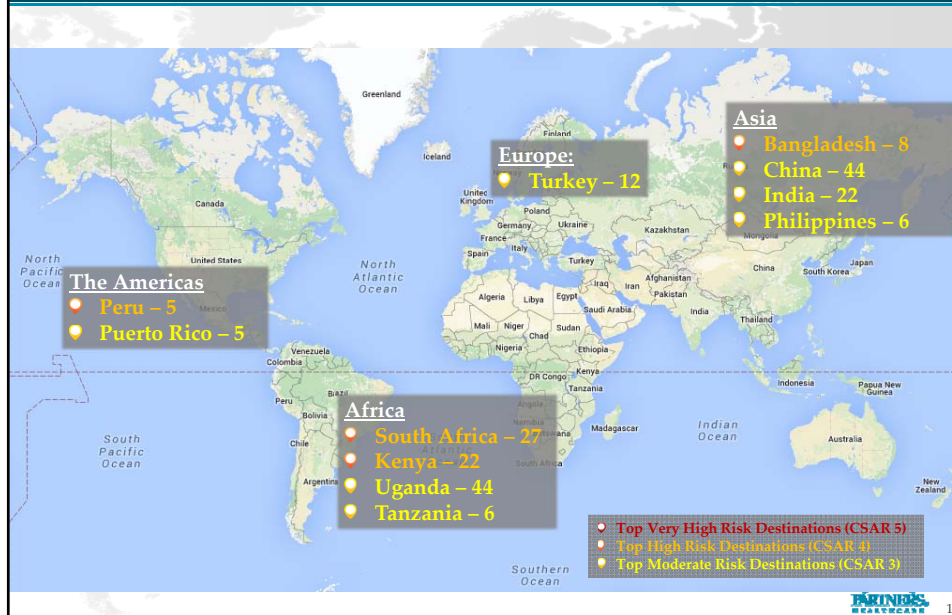 Greenland
Iceland
Finland
Canada
United
Kingdom
Poland
Germany
Ukraine
France
Italy
Spain
Turkey
Kazakhstan
Mongolia
North
Pacific
Ocean
United States
North
Atlantic
Ocean
Mexico
China
Japan
South Korea
Afghanistan
Iraq
Iran
Pakistan
Algeria
Libya
Egypt
Saudi Arabia
India
Thailand
Mali
Niger
Chad
Sudan
Nigeria
Ethiopia
Venezuela
Colombia
DR Congo
Kenya
Tanzania
Indonesia
Papua New
Guinea
Peru
Brazil
Bolivia
Angola
Namibia
Botswana
Madagascar
Chile
South
Pacific
Ocean
Atlantic
Indian
Ocean
Australia
South Africa
Argentina
New
Zealand
Southern
Ocean
Europe:
Turkey – 12
Asia
Bangladesh – 8
China – 44
India – 22
Philippines – 6
The Americas
Peru – 5
Puerto Rico – 5
Africa
South Africa – 27
Kenya – 22
Uganda – 44
Tanzania – 6
Top Very High Risk Destinations (CSAR 5)
Top High Risk Destinations (CSAR 4)
Top Moderate Risk Destinations (CSAR 3)
PARTNERS
HEALTHCARE